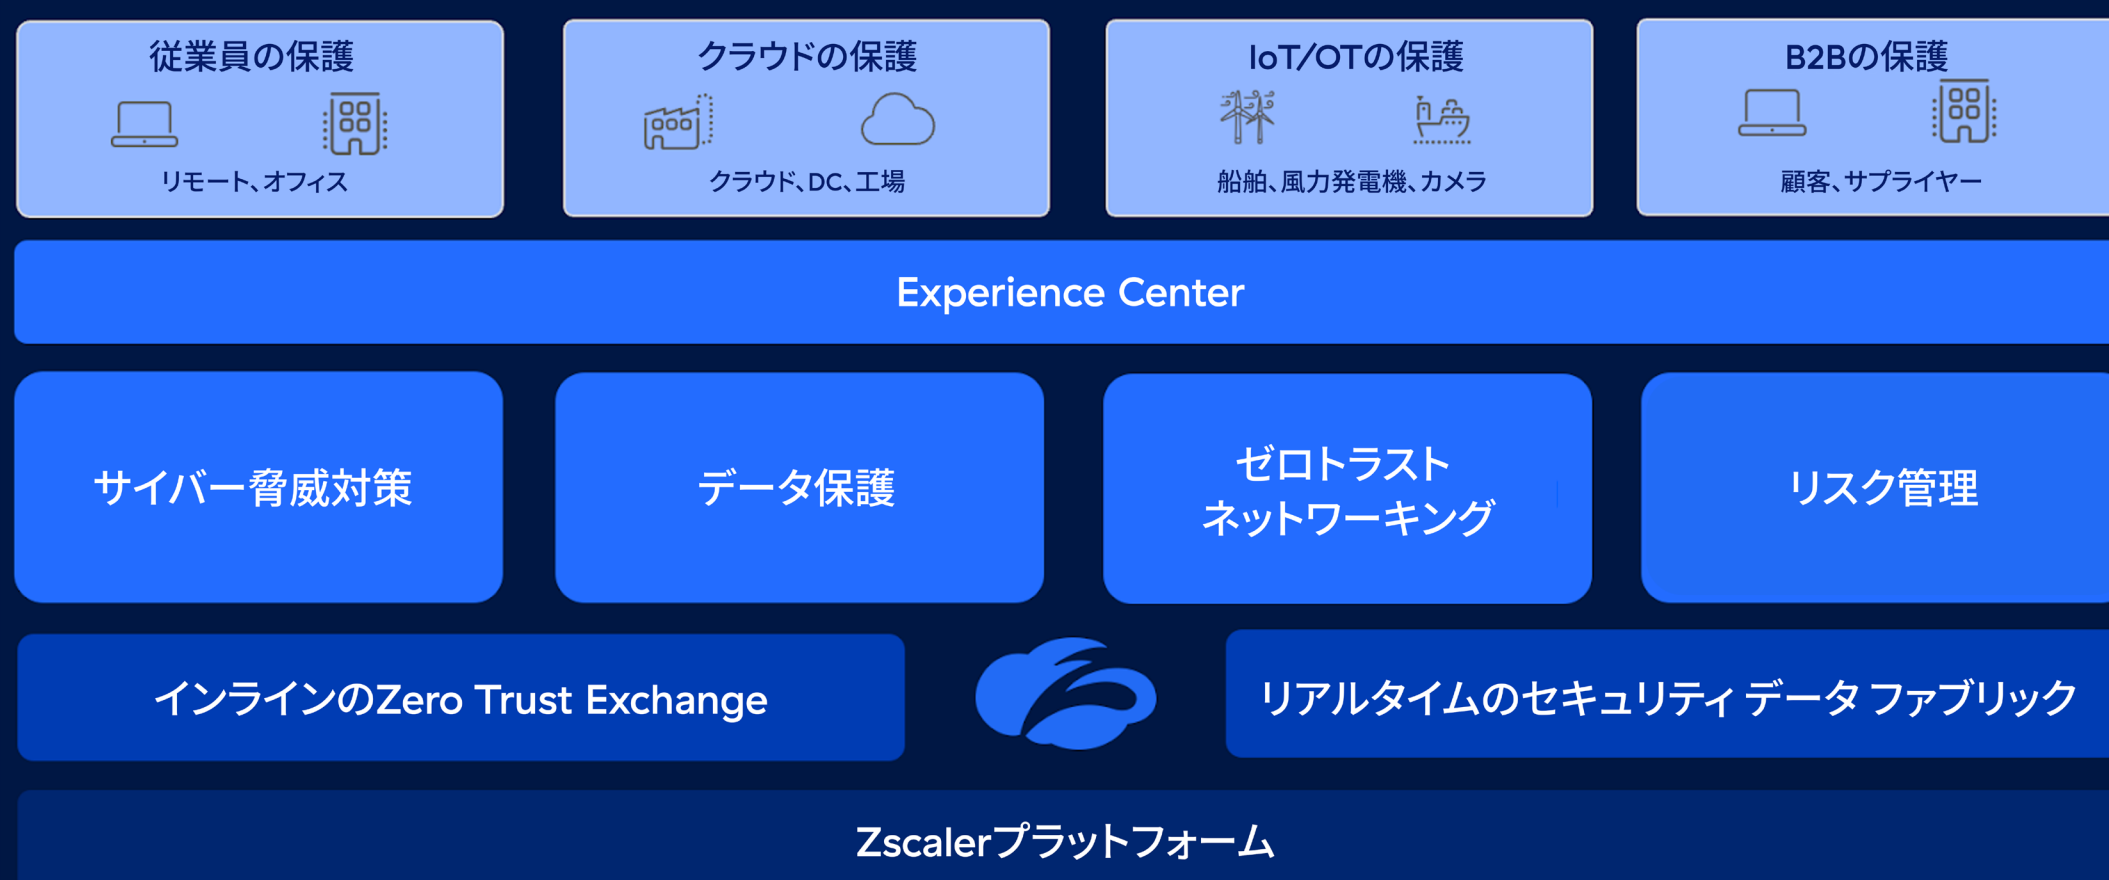 従業員の保護
リモート、オフィス
クラウドの保護
クラウド、DC、工場
IoT/OTの保護
船舶、風力発電機、カメラ
B2Bの保護
顧客、サプライヤー
Experience Center
サイバー脅威対策
データ保護
ゼロトラスト
ネットワーキング
リスク管理
インラインのZero Trust Exchange
リアルタイムのセキュリティ データ ファブリック
Zscalerプラットフォーム